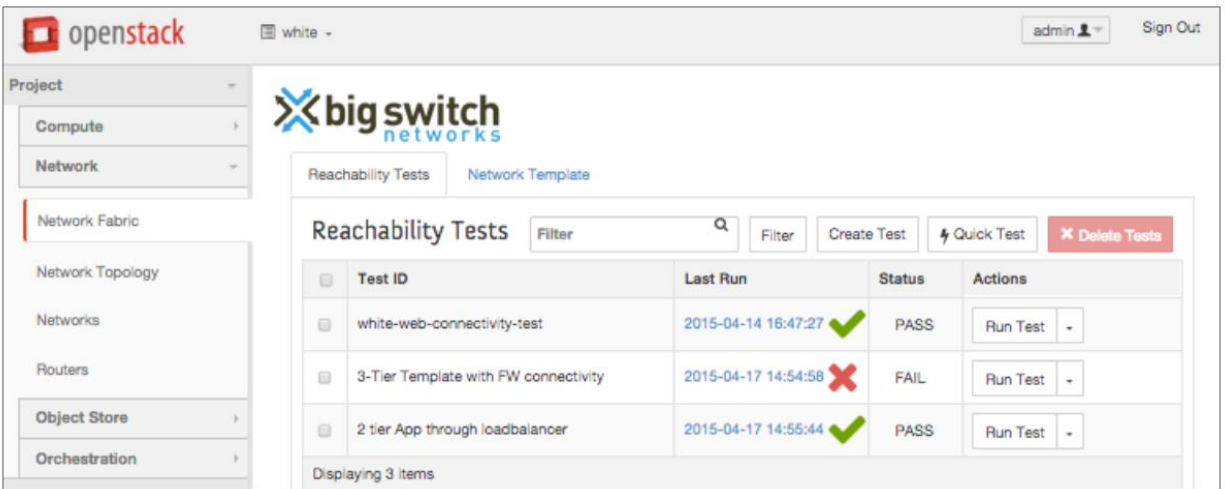 openstack
white
admin
Sign Out
Project
Compute
Network
Network Fabric
Network Topology
Networks
Routers
Object Store
Orchestration
big switch
networks
Reachability Tests Network Template
Reachability Tests Filter Filter Create Test Quick Test Delete Tests
Test ID Last Run Status Actions
white-web-connectivity-test 2015-04-14 16:47:27 PASS Run Test
3-Tier Template with FW connectivity 2015-04-17 14:54:58 FAIL Run Test
2 tier App through loadbalancer 2015-04-17 14:55:44 PASS Run Test
Displaying 3 items